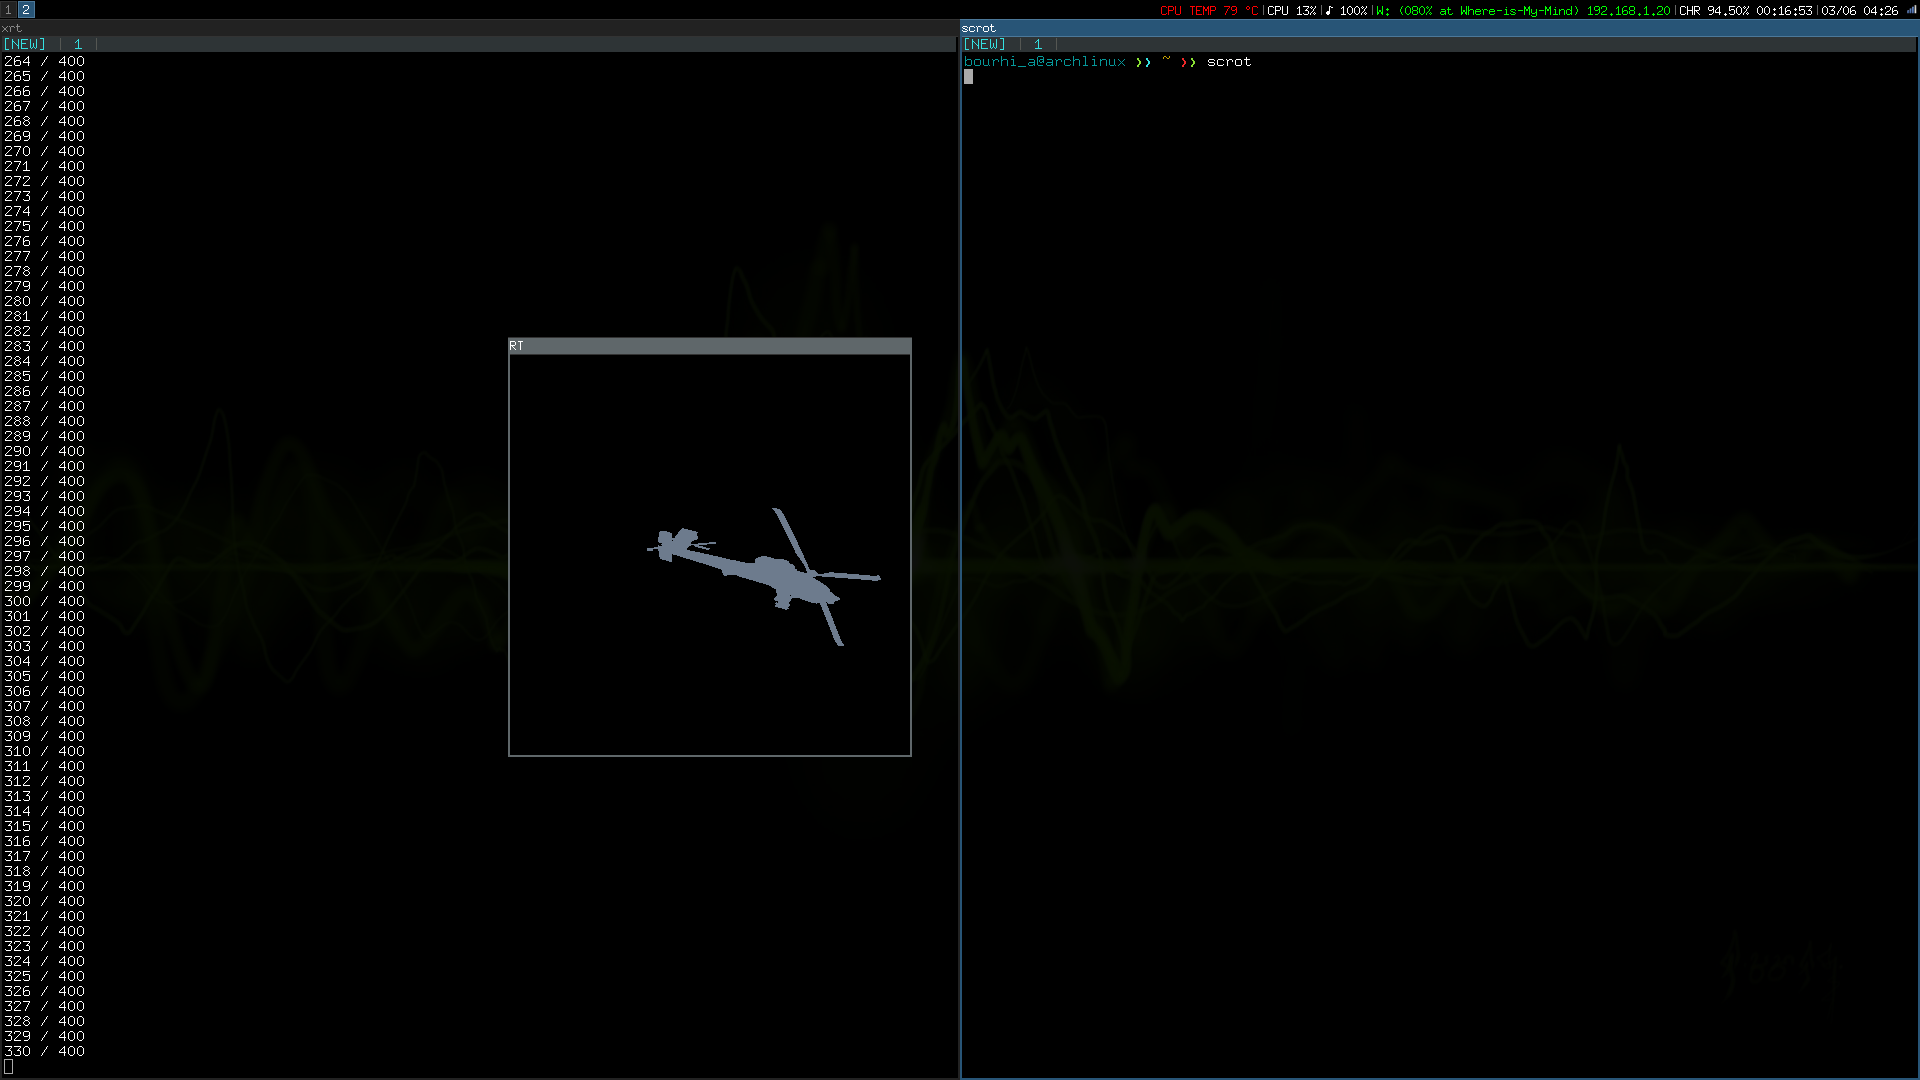 1 2
CPU TEMP 79 °C|CPU 13%|♪ 100%|W: (080% at Where-is-My-Mind) 192.168.1.20|CHR 94.50% 00:16:53|03/06 04:26
xrt
[NEW] | 1 |
264 / 400
265 / 400
266 / 400
267 / 400
268 / 400
269 / 400
270 / 400
271 / 400
272 / 400
273 / 400
274 / 400
275 / 400
276 / 400
277 / 400
278 / 400
279 / 400
280 / 400
281 / 400
282 / 400
283 / 400
284 / 400
285 / 400
286 / 400
287 / 400
288 / 400
289 / 400
290 / 400
291 / 400
292 / 400
293 / 400
294 / 400
295 / 400
296 / 400
297 / 400
298 / 400
299 / 400
300 / 400
301 / 400
302 / 400
303 / 400
304 / 400
305 / 400
306 / 400
307 / 400
308 / 400
309 / 400
310 / 400
311 / 400
312 / 400
313 / 400
314 / 400
315 / 400
316 / 400
317 / 400
318 / 400
319 / 400
320 / 400
321 / 400
322 / 400
323 / 400
324 / 400
325 / 400
326 / 400
327 / 400
328 / 400
329 / 400
330 / 400
RT
scrot
[NEW] | 1 |
bourhi_a@archlinux ❯❯ ~ ❯❯ scrot